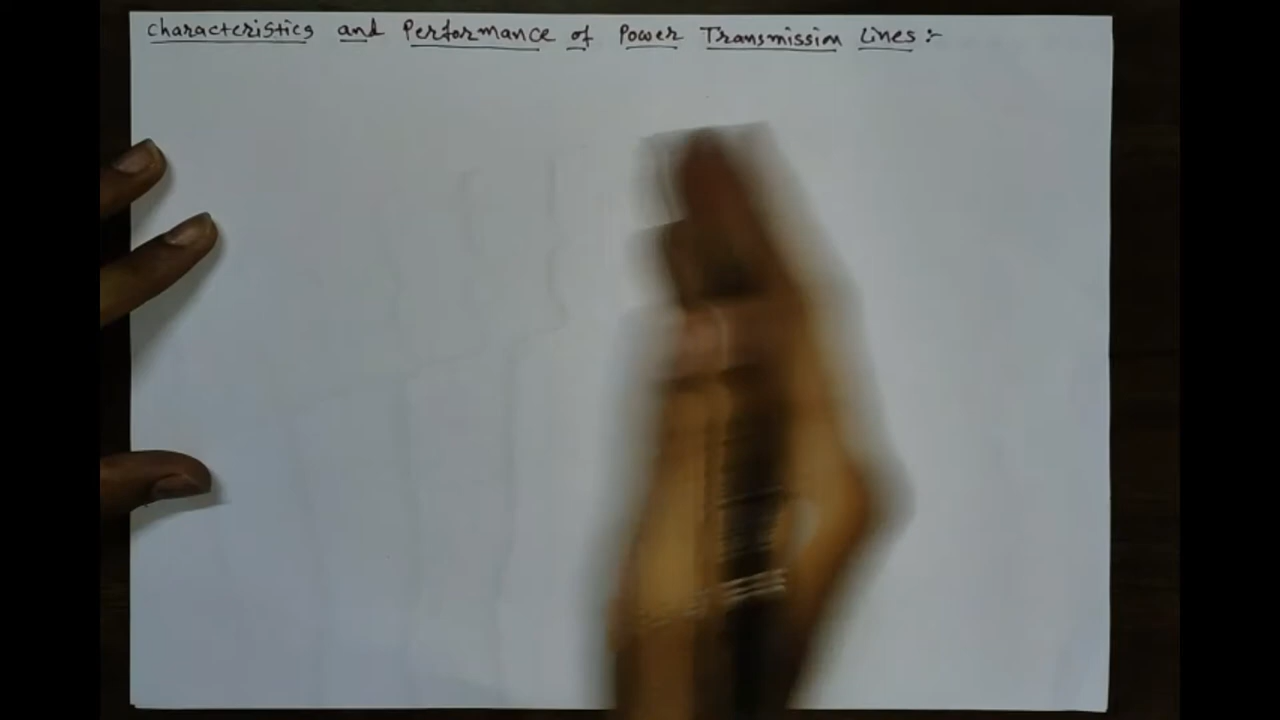 characteristics and Performance of Power Transmission Lines :-